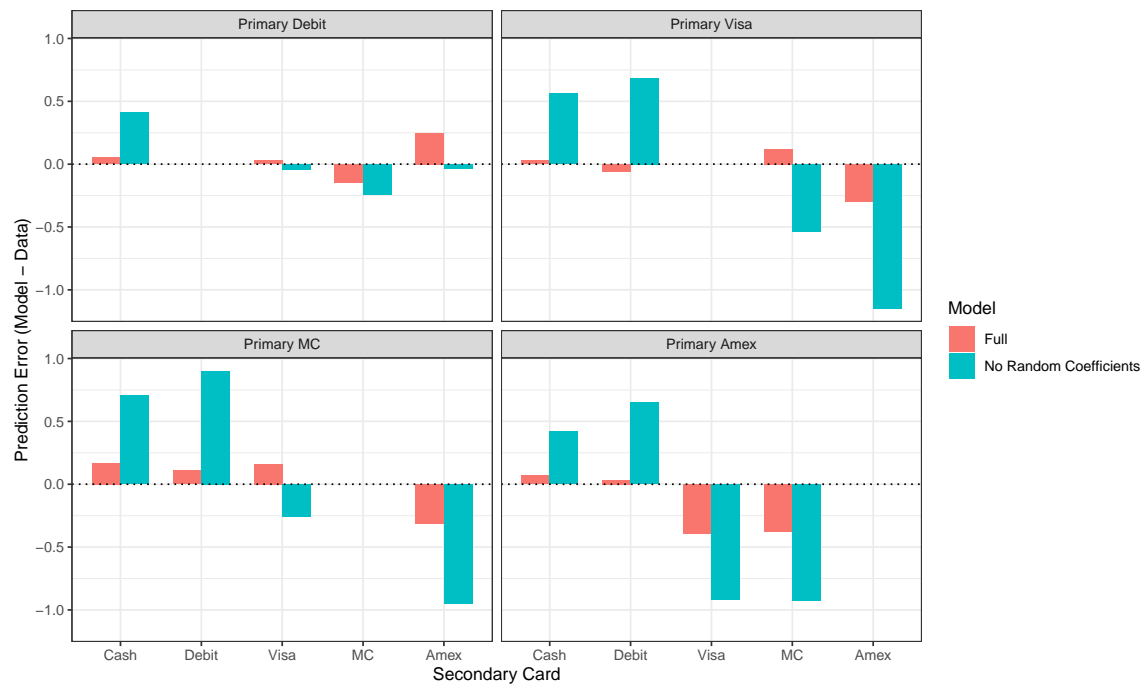 Primary Debit
Primary Visa
1.0
0.5
0.0
−0.5
−1.0
Primary MC
Primary Amex
1.0
0.5
0.0
−0.5
−1.0
Cash Debit Visa MC Amex
Cash Debit Visa MC Amex
Secondary Card
Prediction Error (Model − Data)
Model
Full
No Random Coefficients